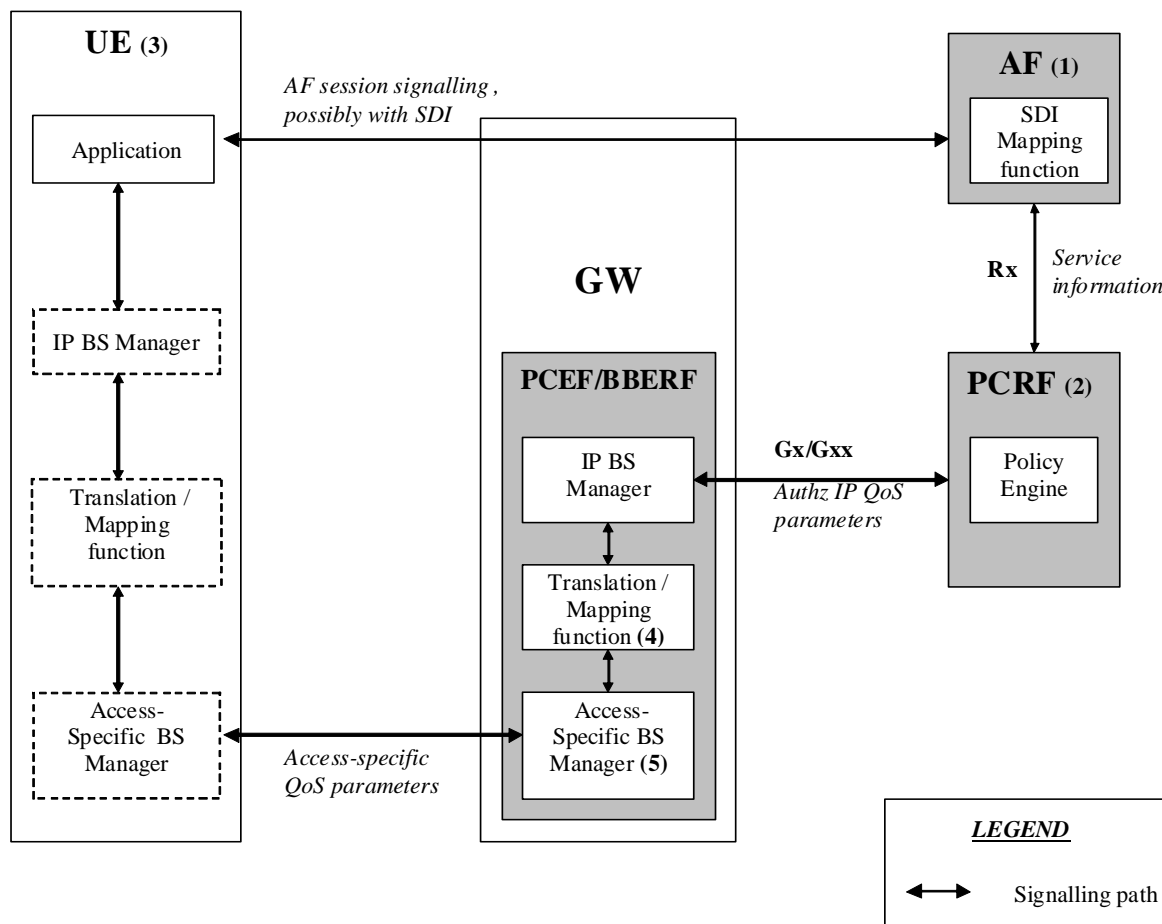 UE (3)
Application
IP BS Manager
Translation /
Mapping
function
Access-
Specific BS
Manager
AF session signalling ,
possibly with SDI
Access-specific
QoS parameters
GW
PCEF/BBERF
IP BS
Manager
Translation /
Mapping
function (4)
Access-
Specific BS
Manager (5)
Gx/Gxx
Authz IP QoS
parameters
AF (1)
SDI
Mapping
function
Rx
Service
information
PCRF (2)
Policy
Engine
LEGEND
Signalling path